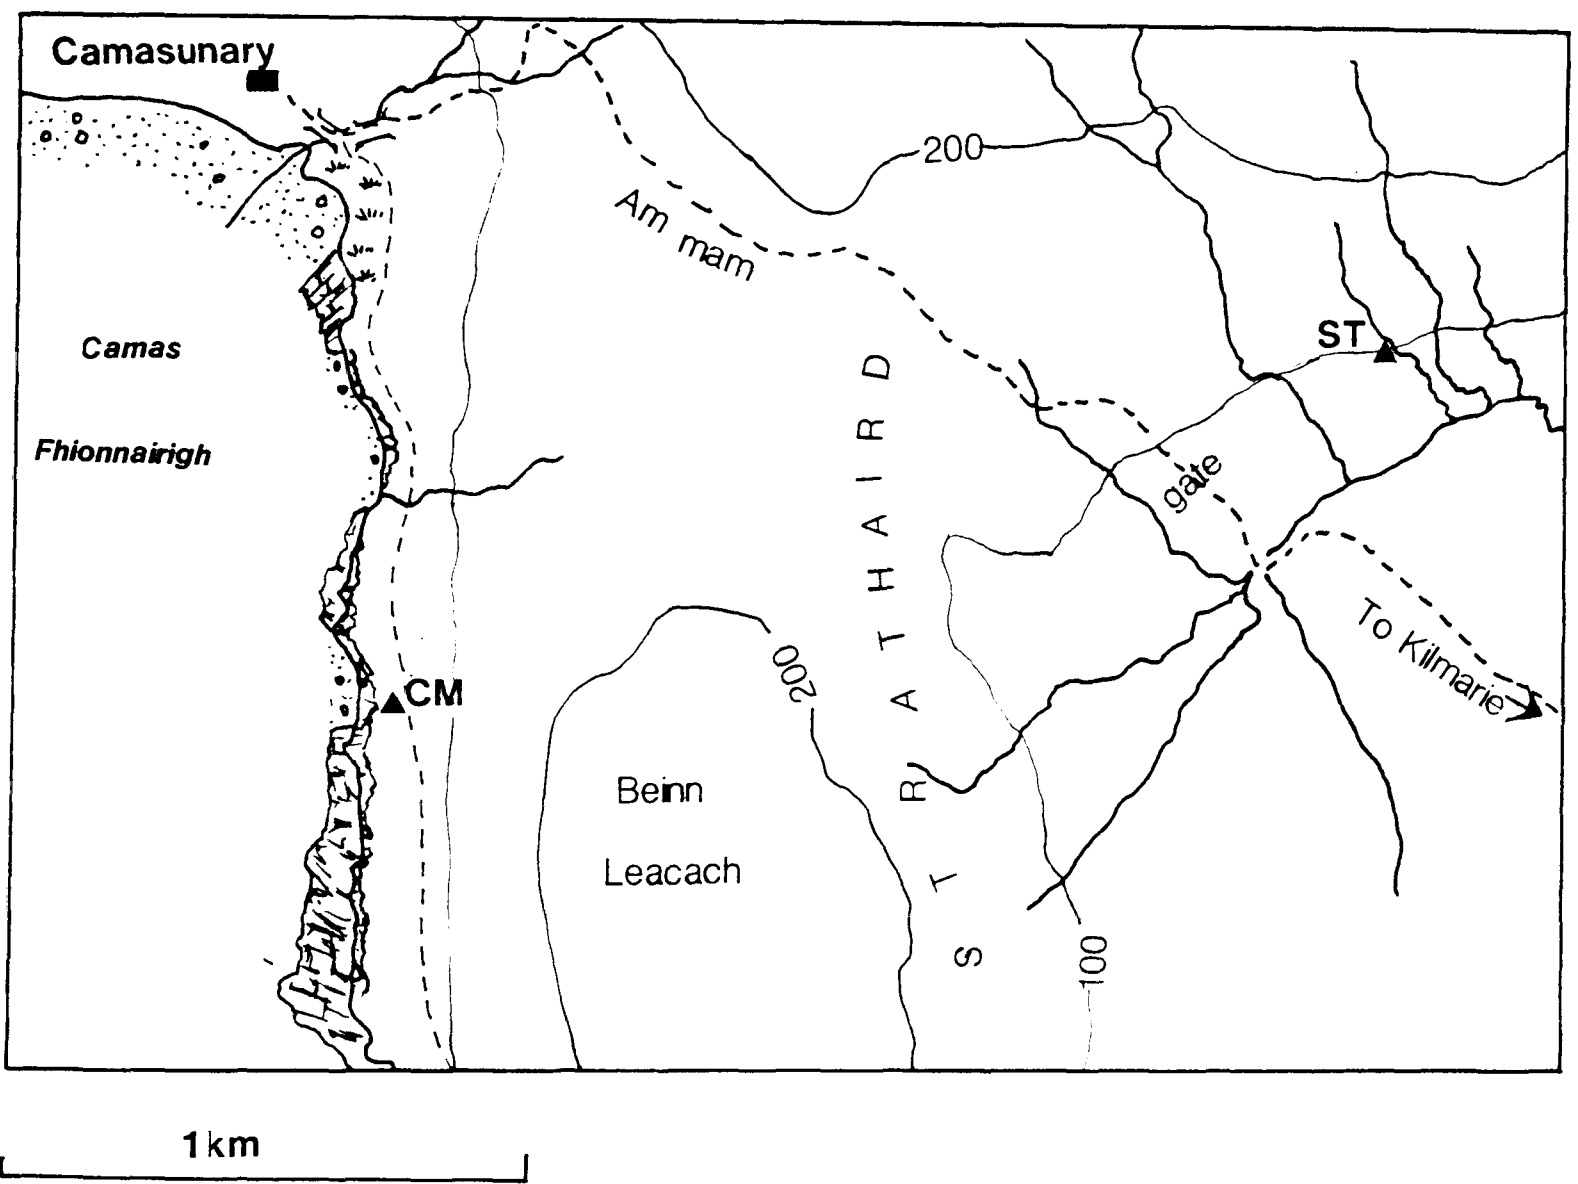 Camasunary
200
Am mam
Camas
ST
Fhionnairigh
gate
STRATHAIRD
To Kilmarie
200
CM
Beinn
Leacach
100
1km